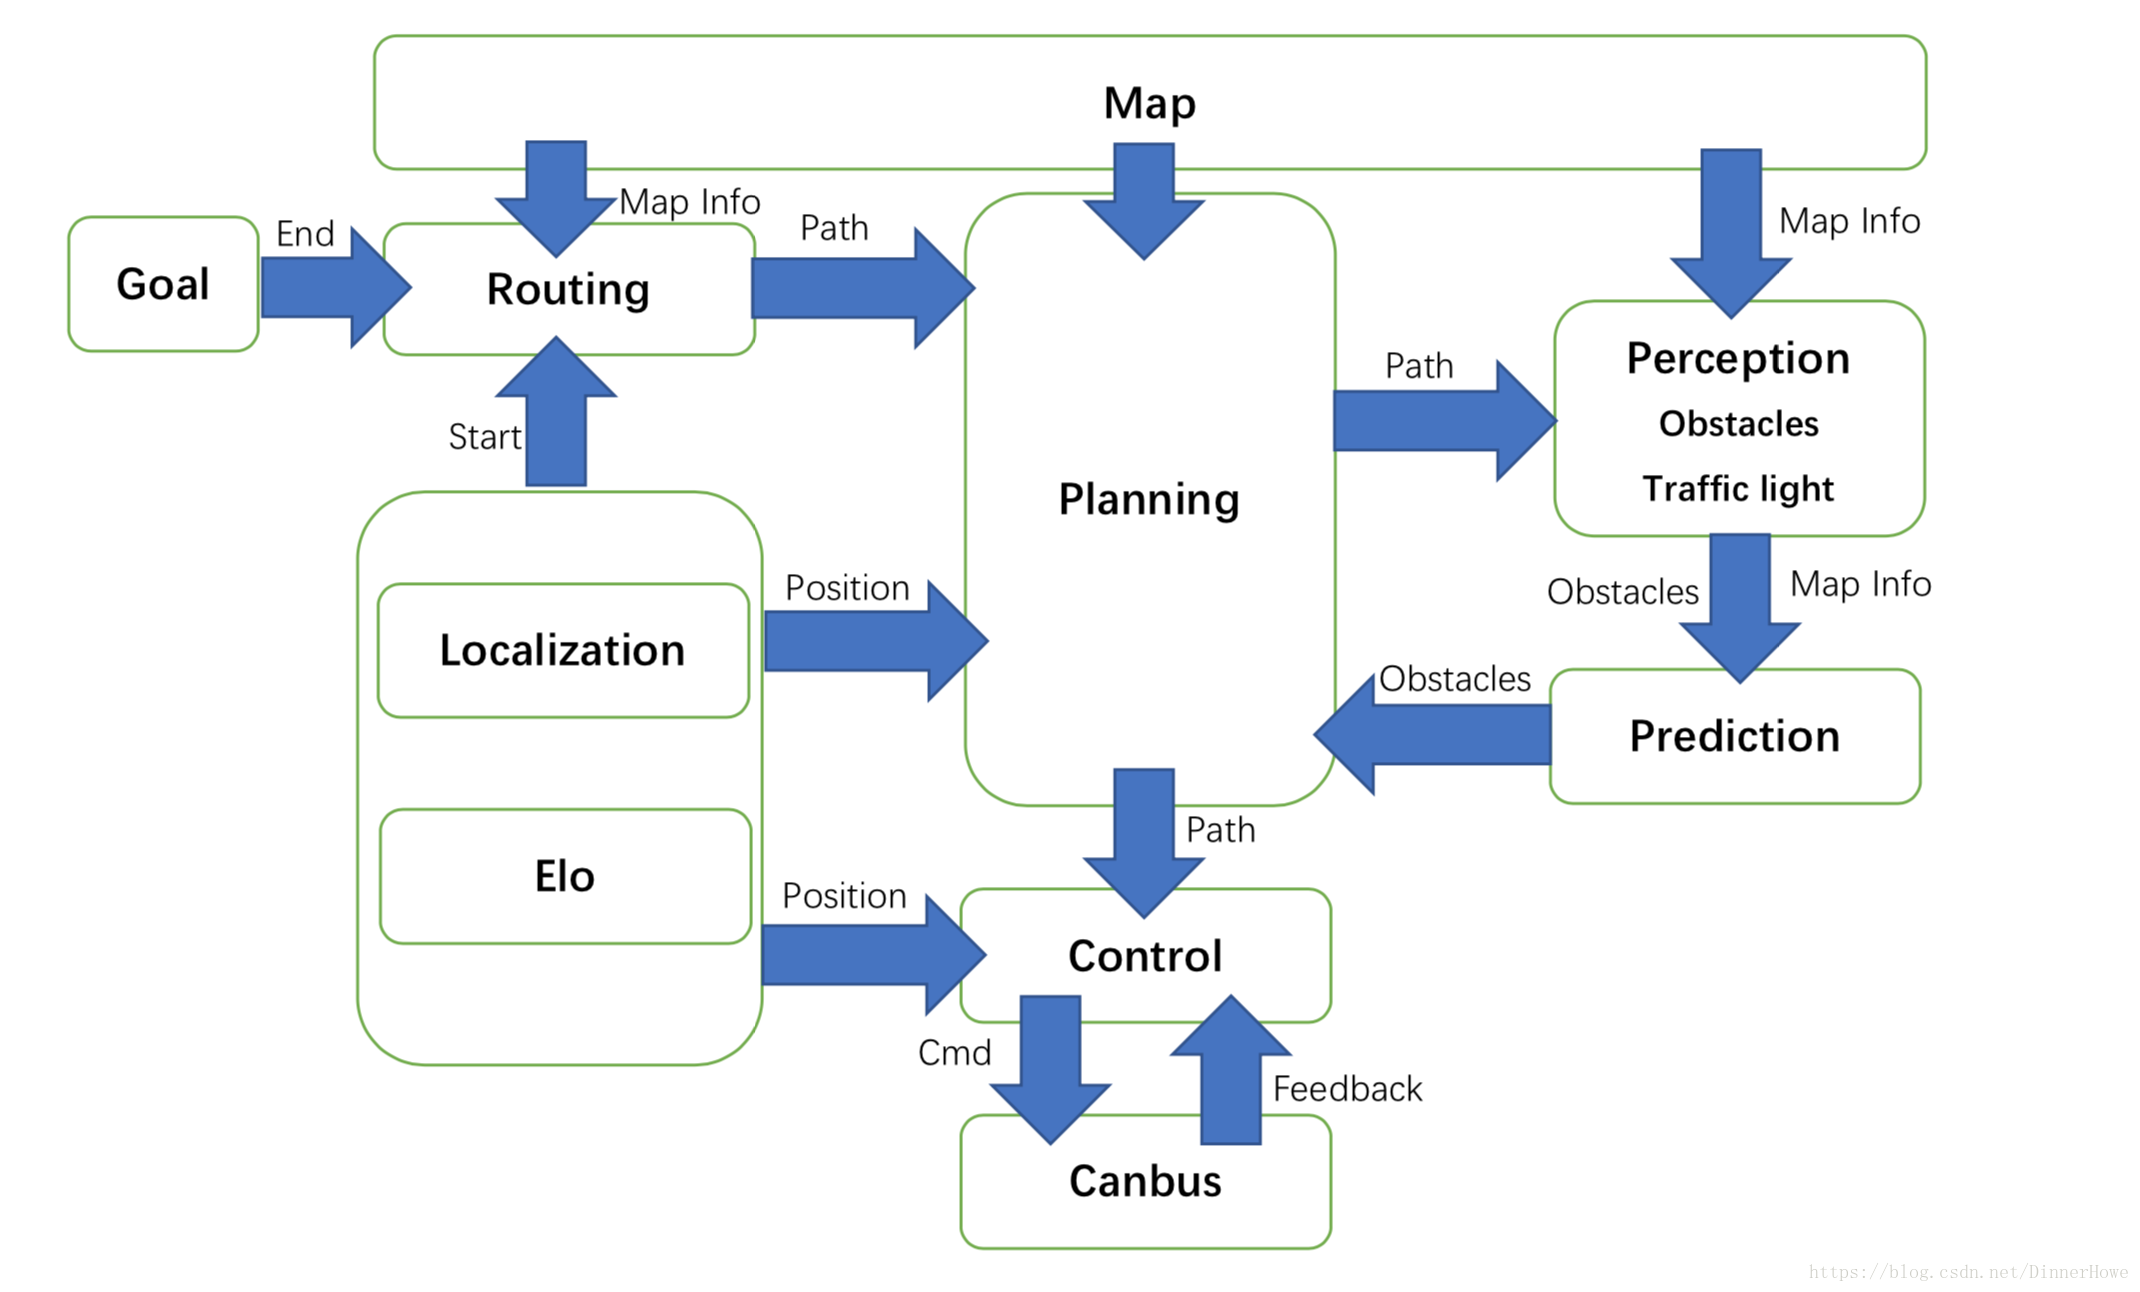 Map
Map Info
Map Info
End
Path
Goal
Routing
Path
Perception
Obstacles
Traffic light
Start
Planning
Position
Obstacles
Map Info
Localization
Obstacles
Prediction
Path
Elo
Position
Control
Cmd
Feedback
Canbus
https://blog.csdn.net/DinnerHowe